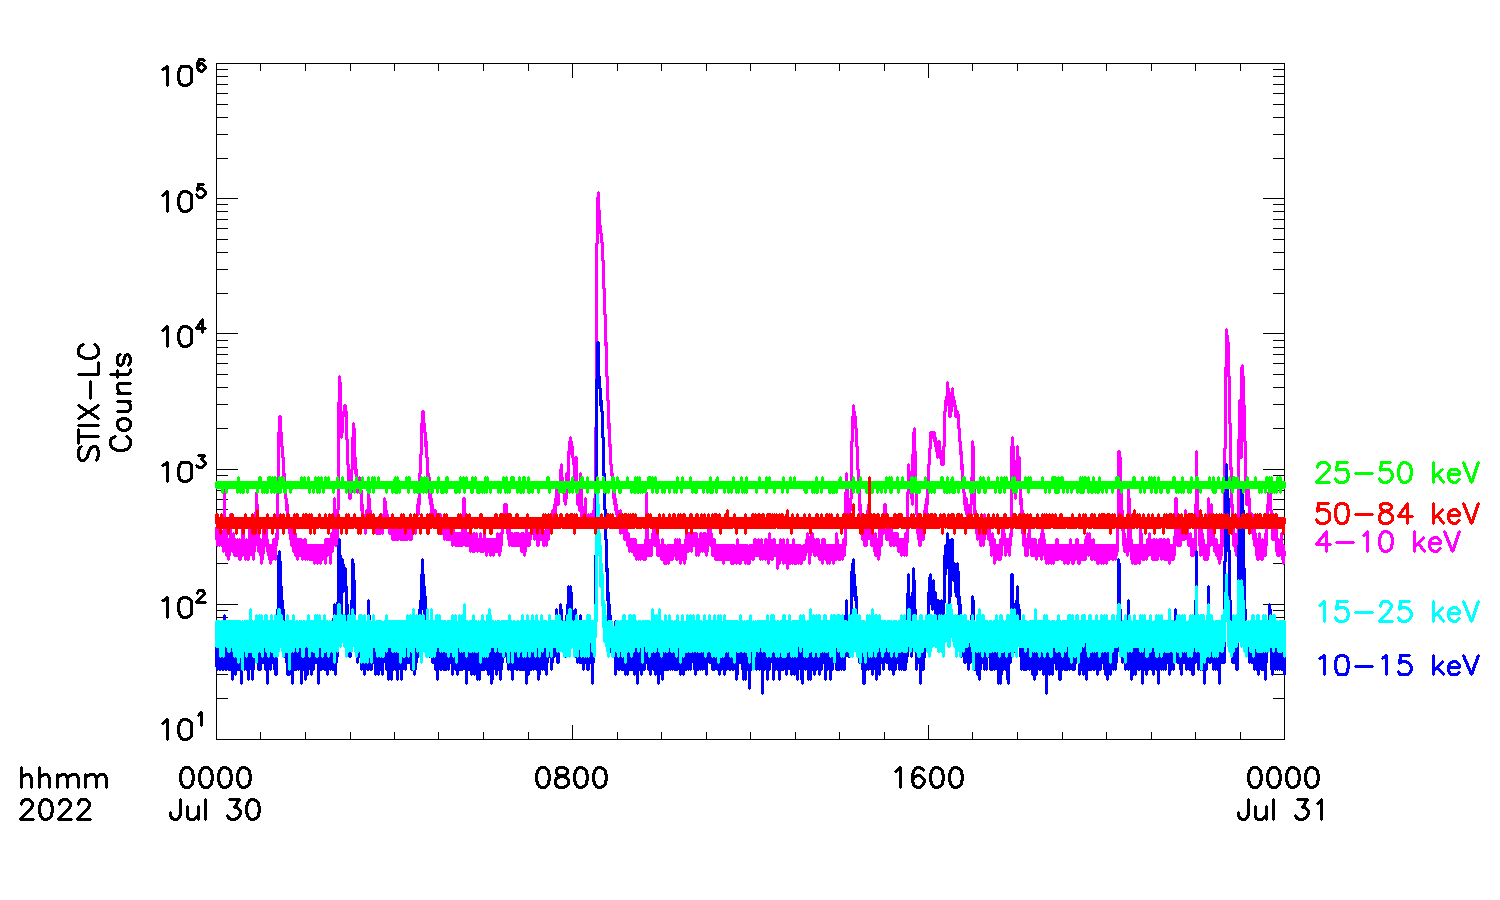 10⁶
10⁵
10⁴
10³
10²
10¹
STIX-LC
Counts
25-50 keV
50-84 keV
4-10 keV
15-25 keV
10-15 keV
hhmm 0000 0800 1600 0000
2022 Jul 30 Jul 31